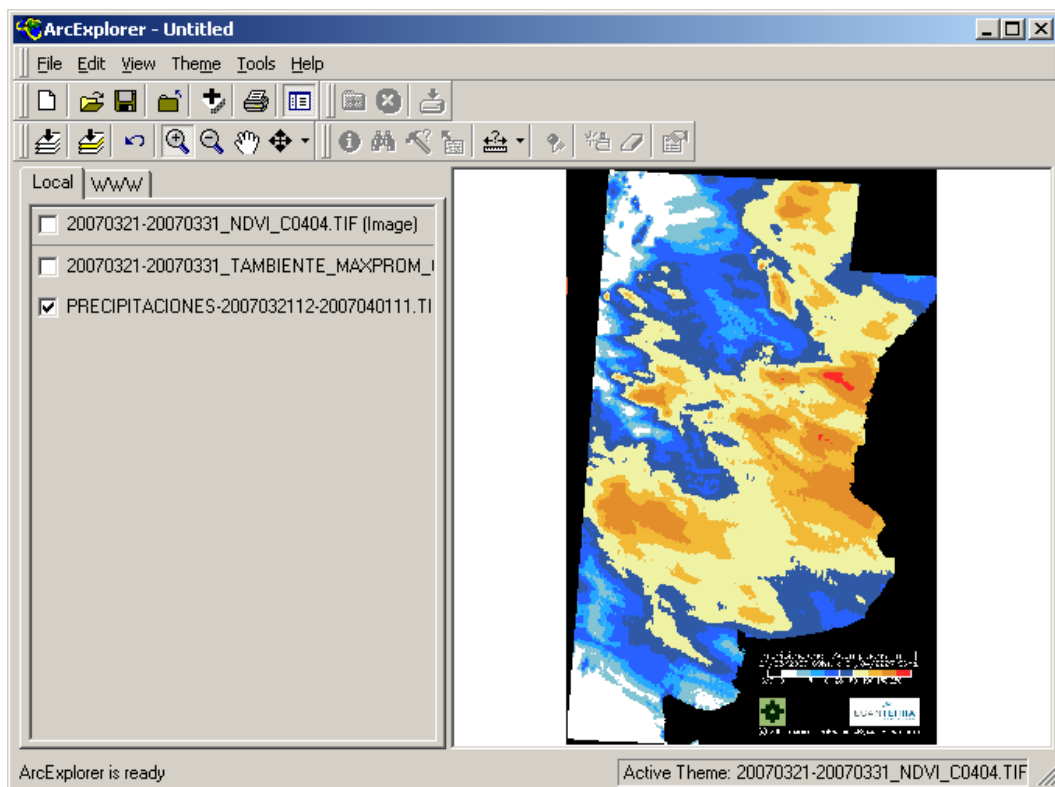 ArcExplorer - Untitled
File Edit View Theme Tools Help
Local WWW
20070321-20070331_NDVI_C0404.TIF (Image)
20070321-20070331_TAMBIENTE_MAXPROM_
PRECIPITACIONES-2007032112-2007040111.TI
ArcExplorer is ready
Active Theme: 20070321-20070331_NDVI_C0404.TIF